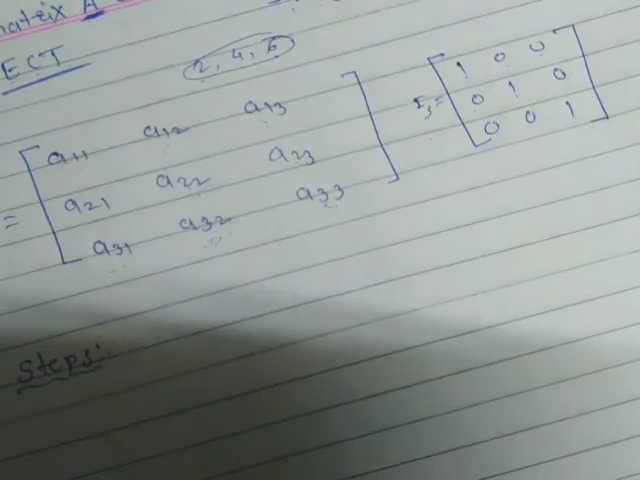 matrix A
ECT
2, 4, 6
= [ a11 a12 a13
a21 a22 a23
a31 a32 a33 ]
I3 = [ 1 0 0
0 1 0
0 0 1 ]
Steps: